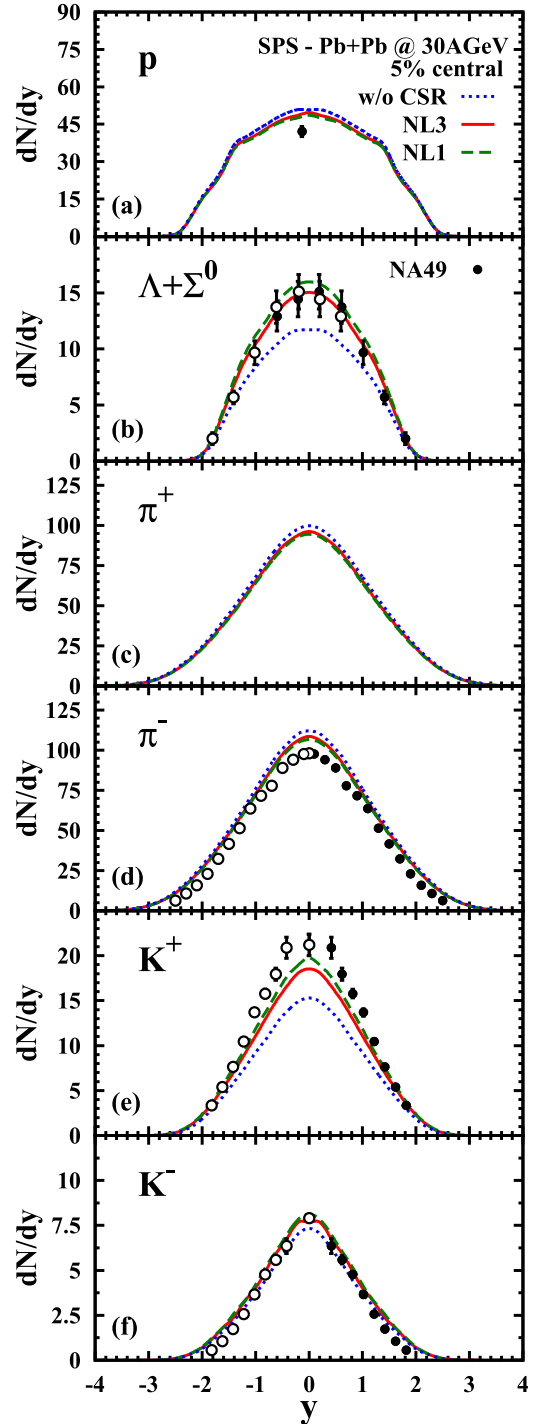 90
75
60
45
30
15
0
dN/dy
p
SPS - Pb+Pb @ 30AGeV
5% central
w/o CSR
NL3
NL1
(a)
15
10
5
0
dN/dy
Λ+Σ⁰
NA49
(b)
125
100
75
50
25
0
dN/dy
π⁺
(c)
125
100
75
50
25
0
dN/dy
π⁻
(d)
20
15
10
5
0
dN/dy
K⁺
(e)
10
7.5
5
2.5
0
dN/dy
K⁻
(f)
-4 -3 -2 -1 0 1 2 3 4
y